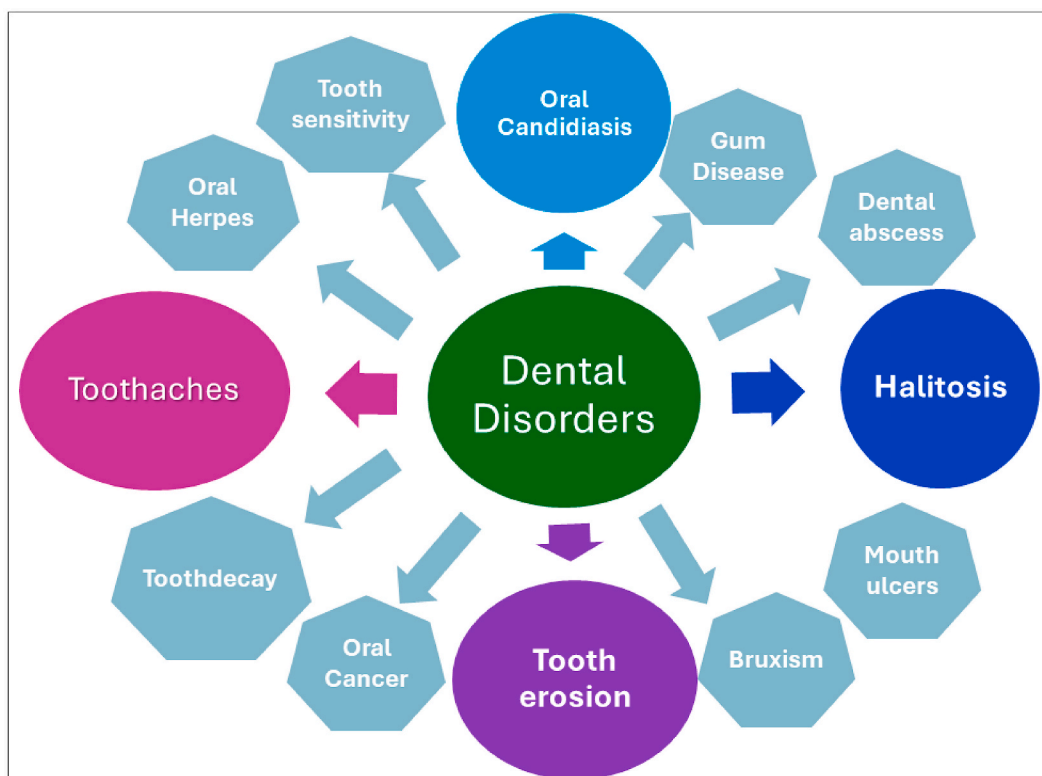 Tooth
sensitivity
Oral
Candidiasis
Gum
Disease
Oral
Herpes
Dental
abscess
Toothaches
Dental
Disorders
Halitosis
Toothdecay
Mouth
ulcers
Oral
Cancer
Tooth
erosion
Bruxism